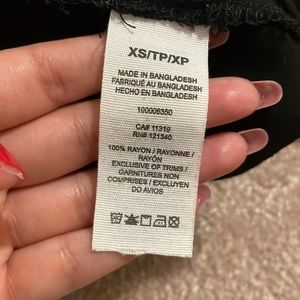 XS/TP/XP
MADE IN BANGLADESH
FABRIQUÉ AU BANGLADESH
HECHO EN BANGLADESH
100006350
CA# 11319
RN# 121340
100% RAYON / RAYONNE /
RAYÓN
EXCLUSIVE OF TRIMS /
GARNITURES NON
COMPRISES / EXCLUYEN
DO AVIOS